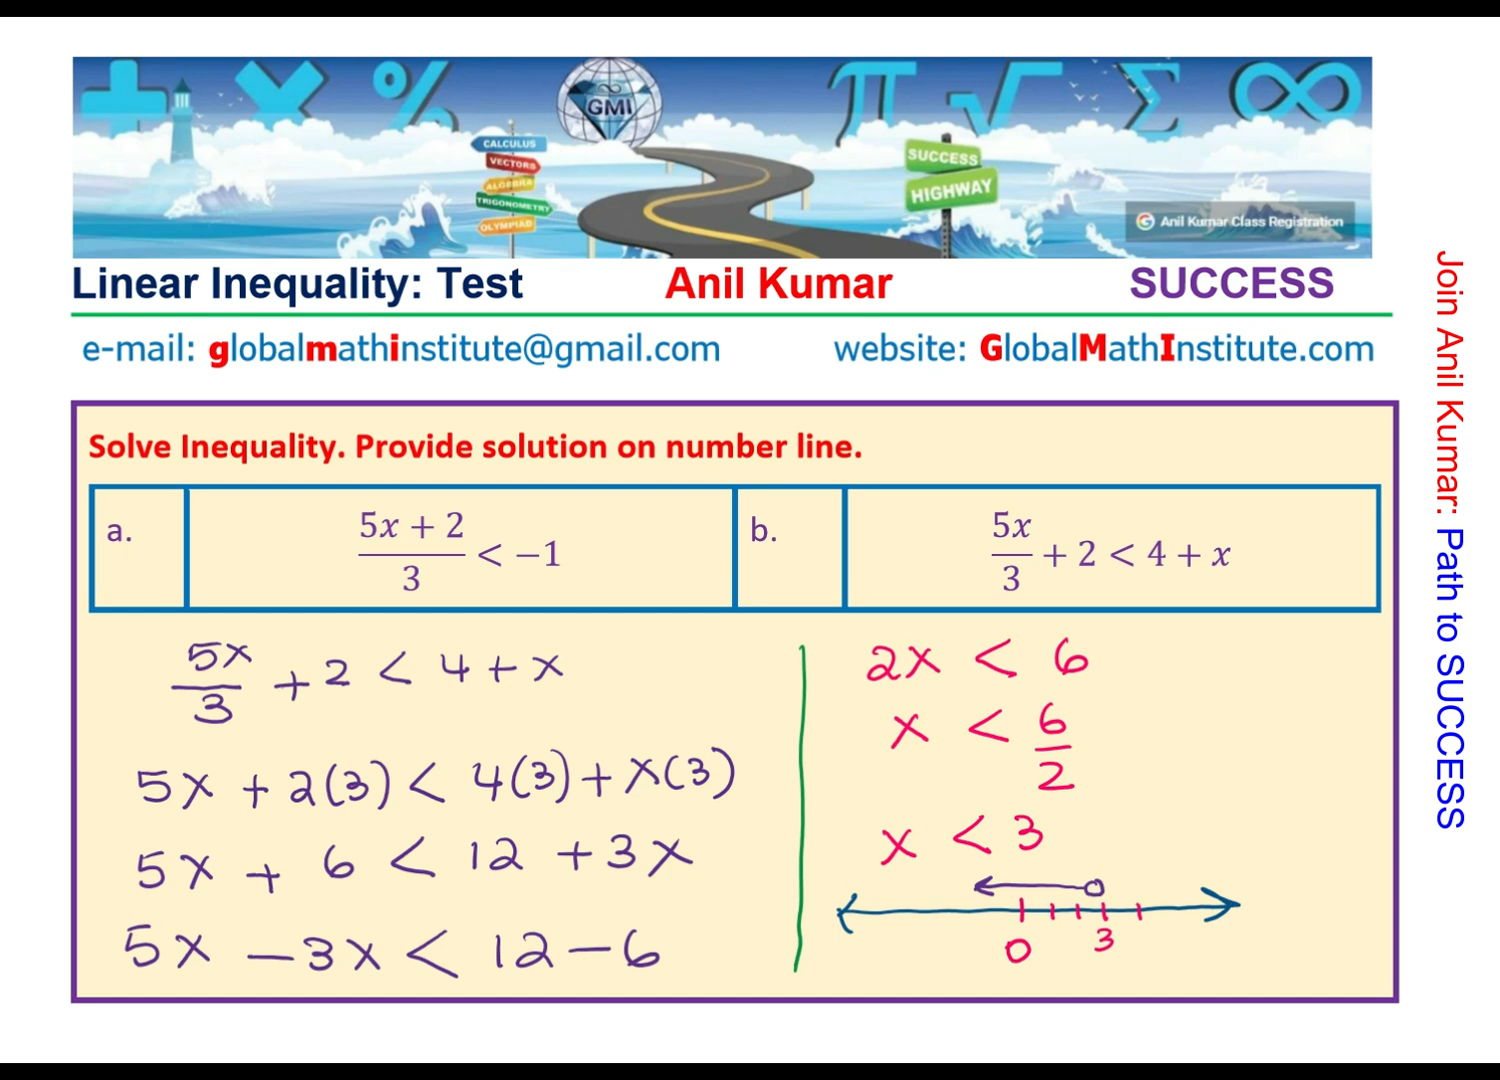 CALCULUS
VECTORS
ALGEBRA
TRIGONOMETRY
OLYMPIAD
GMI
SUCCESS
HIGHWAY
Anil Kumar Class Registration
Linear Inequality: Test Anil Kumar SUCCESS
e-mail: globalmathinstitute@gmail.com website: GlobalMathInstitute.com
Solve Inequality. Provide solution on number line.
a. (5x + 2)/3 < −1 b. 5x/3 + 2 < 4 + x
5x/3 + 2 < 4 + x
5x + 2(3) < 4(3) + x(3)
5x + 6 < 12 + 3x
5x − 3x < 12 − 6
2x < 6
x < 6/2
x < 3
0 3
Join Anil Kumar: Path to SUCCESS